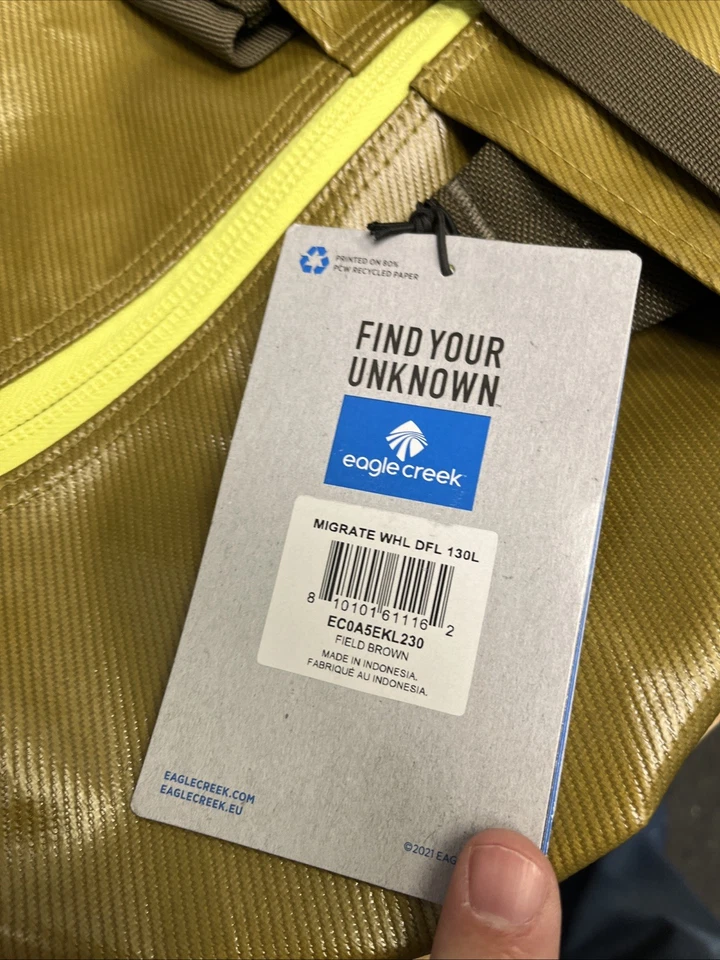 PRINTED ON 80%
PCW RECYCLED PAPER
FIND YOUR
UNKNOWN
eagle creek
MIGRATE WHL DFL 130L
8 10101 61116 2
EC0A5EKL230
FIELD BROWN
MADE IN INDONESIA.
FABRIQUÉ AU INDONESIA.
EAGLECREEK.COM
EAGLECREEK.EU
©2021